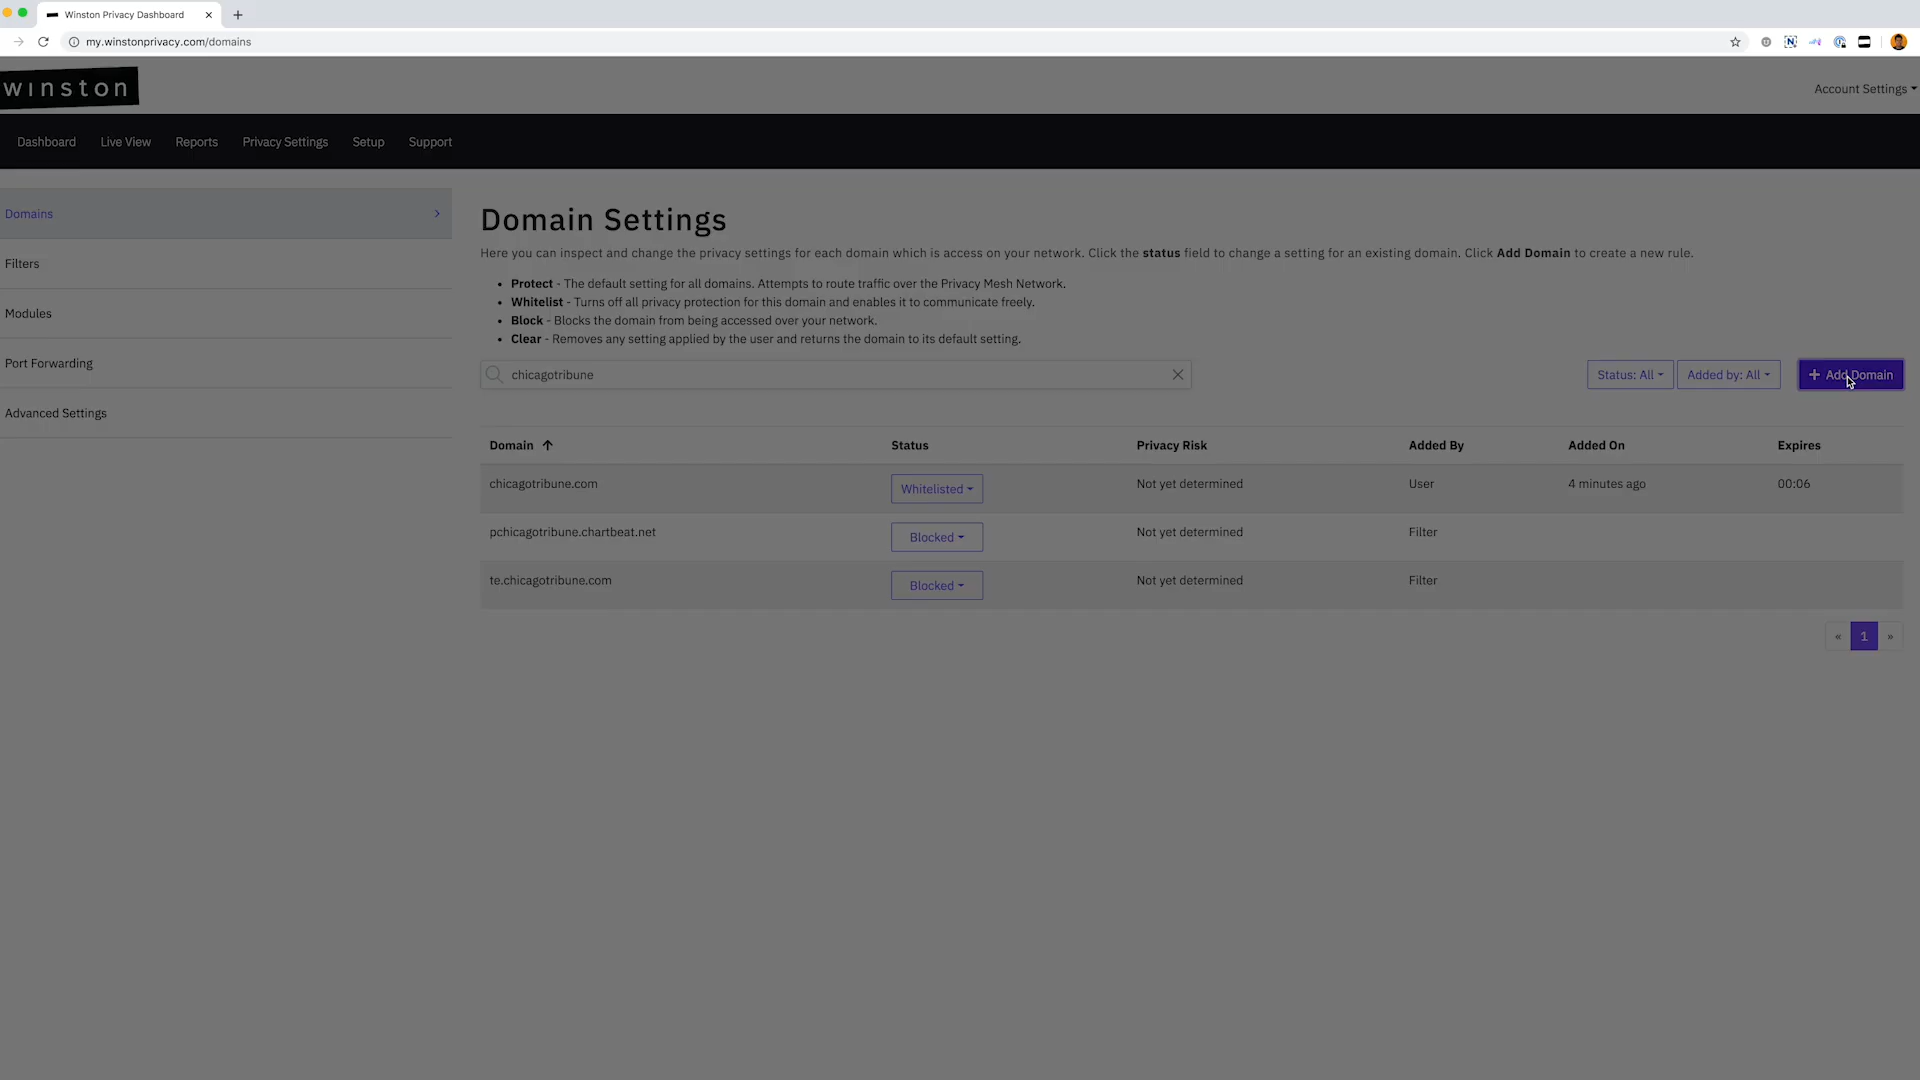 Winston Privacy Dashboard
my.winstonprivacy.com/domains
winston
Account Settings
Dashboard Live View Reports Privacy Settings Setup Support
Domains
Filters
Modules
Port Forwarding
Advanced Settings
Domain Settings
Here you can inspect and change the privacy settings for each domain which is access on your network. Click the status field to change a setting for an existing domain. Click Add Domain to create a new rule.
• Protect - The default setting for all domains. Attempts to route traffic over the Privacy Mesh Network.
• Whitelist - Turns off all privacy protection for this domain and enables it to communicate freely.
• Block - Blocks the domain from being accessed over your network.
• Clear - Removes any setting applied by the user and returns the domain to its default setting.
chicagotribune Status: All Added by: All + Add Domain
Domain Status Privacy Risk Added By Added On Expires
chicagotribune.com Whitelisted Not yet determined User 4 minutes ago 00:06
pchicagotribune.chartbeat.net Blocked Not yet determined Filter
te.chicagotribune.com Blocked Not yet determined Filter
« 1 »